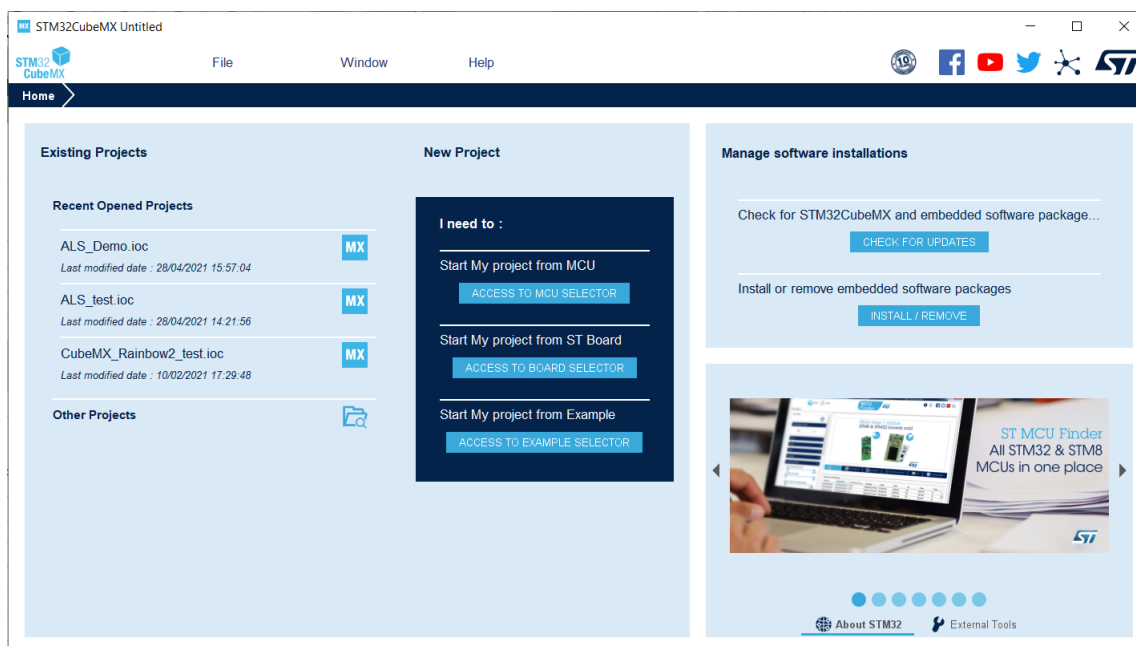 MX STM32CubeMX Untitled
STM32
CubeMX
File
Window
Help
10
Home
Existing Projects
Recent Opened Projects
ALS_Demo.ioc
MX
Last modified date : 28/04/2021 15:57:04
ALS_test.ioc
MX
Last modified date : 28/04/2021 14:21:56
CubeMX_Rainbow2_test.ioc
MX
Last modified date : 10/02/2021 17:29:48
Other Projects
New Project
I need to :
Start My project from MCU
ACCESS TO MCU SELECTOR
Start My project from ST Board
ACCESS TO BOARD SELECTOR
Start My project from Example
ACCESS TO EXAMPLE SELECTOR
Manage software installations
Check for STM32CubeMX and embedded software package...
CHECK FOR UPDATES
Install or remove embedded software packages
INSTALL / REMOVE
ST MCU Finder
All STM32 & STM8
MCUs in one place
About STM32
External Tools